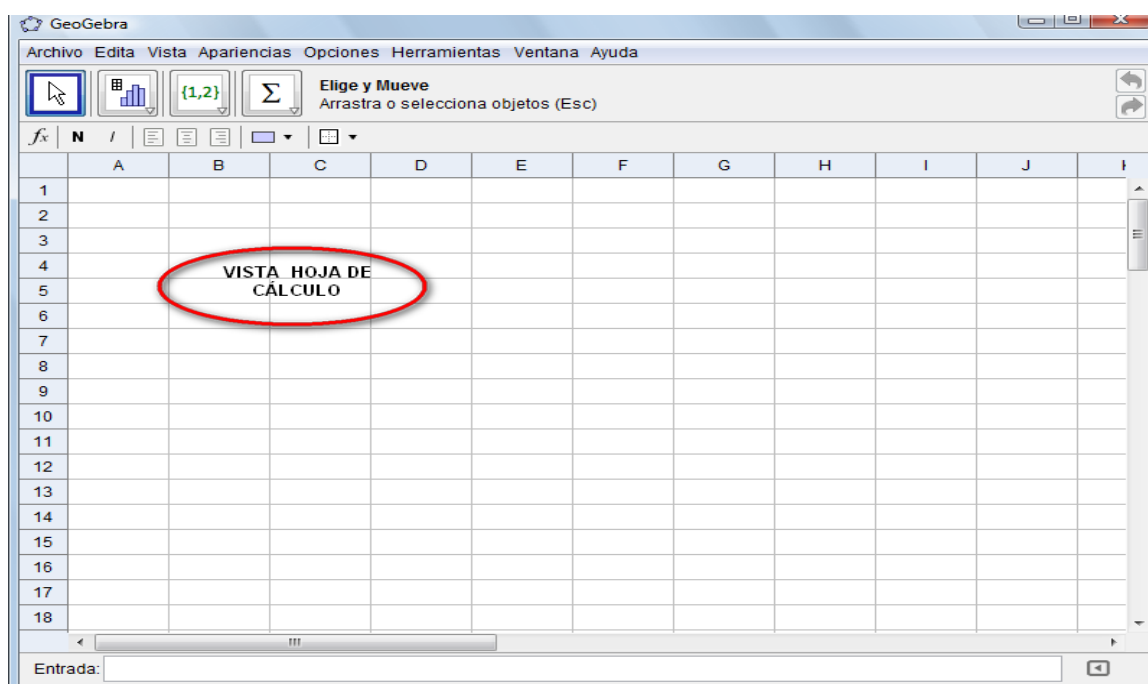 GeoGebra
Archivo Edita Vista Apariencias Opciones Herramientas Ventana Ayuda
{1,2} Σ Elige y Mueve
Arrastra o selecciona objetos (Esc)
fx N I
A B C D E F G H I J
1
2
3
4
VISTA HOJA DE
5
CÁLCULO
6
7
8
9
10
11
12
13
14
15
16
17
18
Entrada: